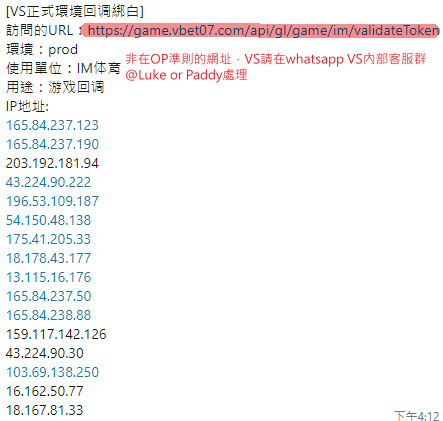 [VS正式環境回调綁白]
訪問的URL：https://game.vbet07.com/api/gl/game/im/validateToken
環境：prod
使用單位：IM体育
用途：游戏回调
非在OP準則的網址，VS請在whatsapp VS內部客服群
@Luke or Paddy處理
IP地址:
165.84.237.123
165.84.237.190
203.192.181.94
43.224.90.222
196.53.109.187
54.150.48.138
175.41.205.33
18.178.43.177
13.115.16.176
165.84.237.50
165.84.238.88
159.117.142.126
43.224.90.30
103.69.138.250
16.162.50.77
18.167.81.33
下午4:12